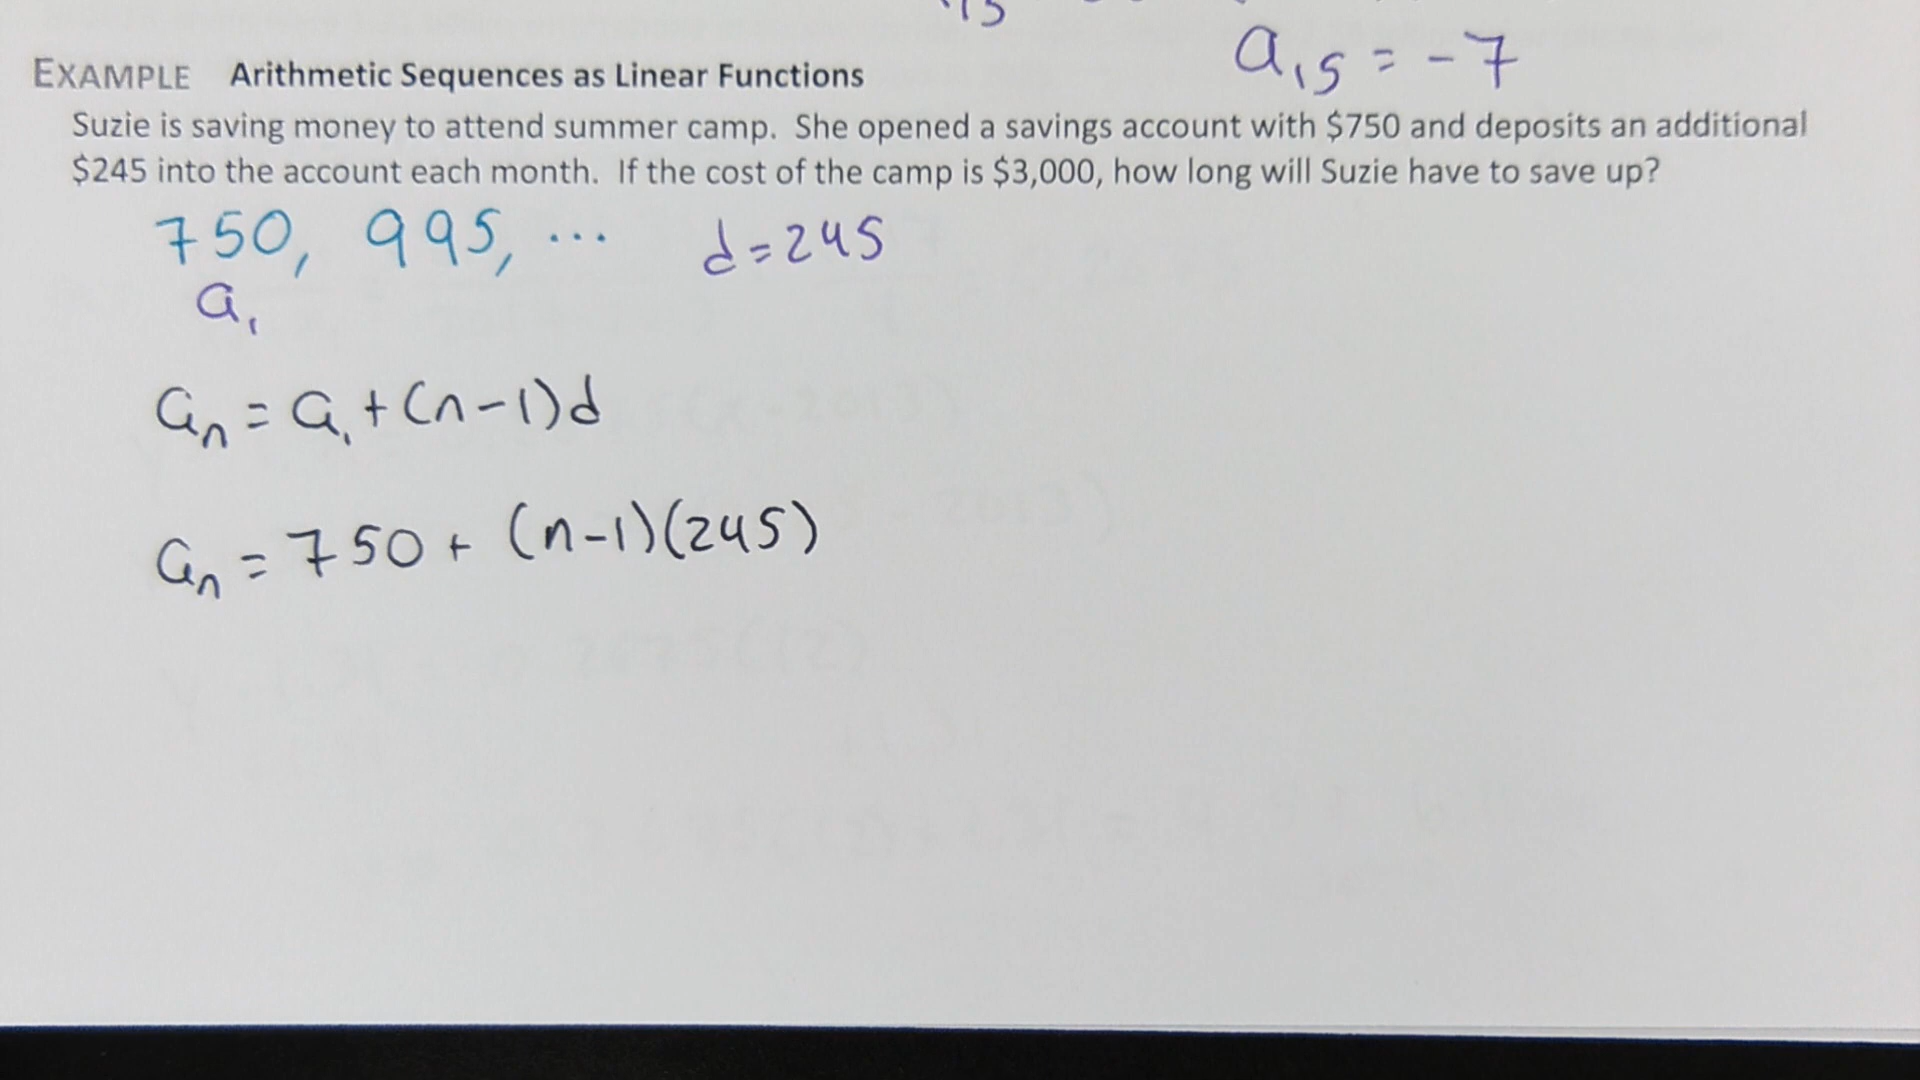 a₁₅ = -7
EXAMPLE Arithmetic Sequences as Linear Functions
Suzie is saving money to attend summer camp. She opened a savings account with $750 and deposits an additional
$245 into the account each month. If the cost of the camp is $3,000, how long will Suzie have to save up?
750, 995, ... d = 245
a₁
aₙ = a₁ + (n-1)d
aₙ = 750 + (n-1)(245)